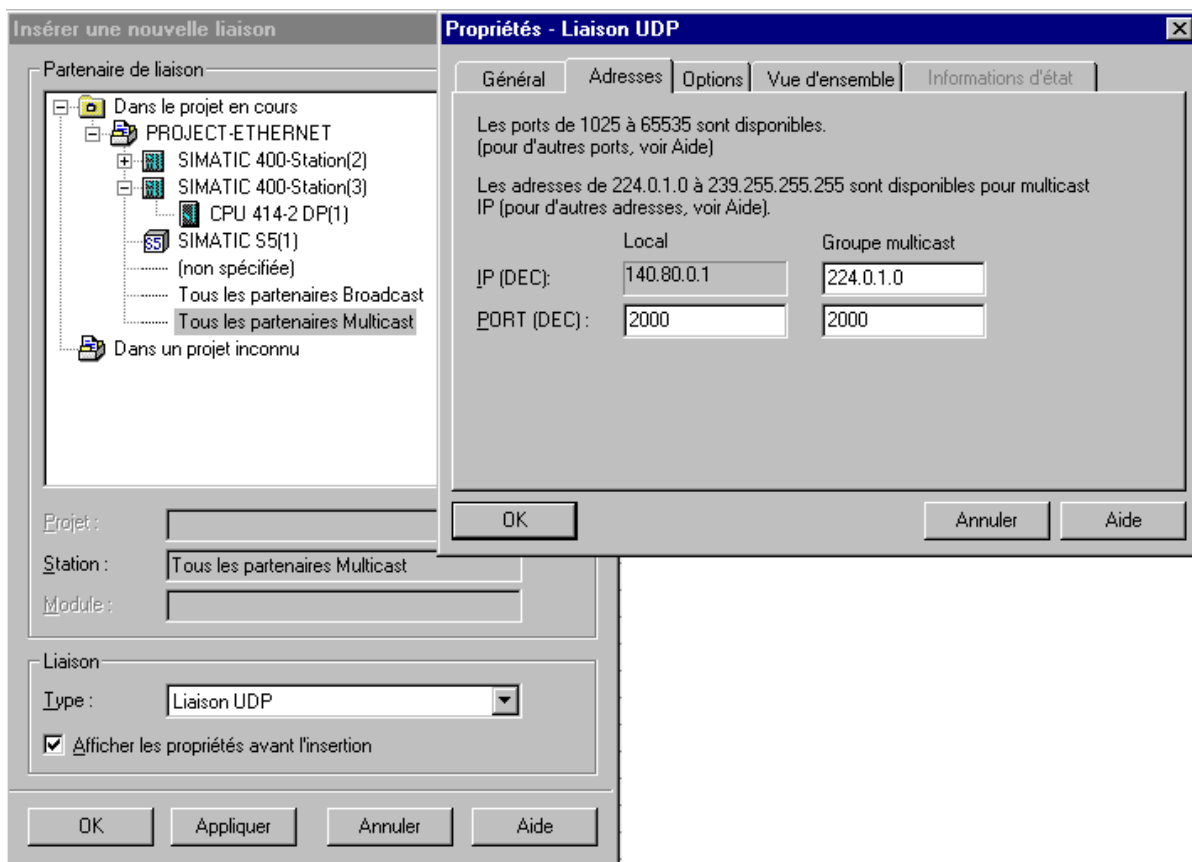 Insérer une nouvelle liaison
Partenaire de liaison
Dans le projet en cours
PROJECT-ETHERNET
SIMATIC 400-Station(2)
SIMATIC 400-Station(3)
CPU 414-2 DP(1)
S5 SIMATIC S5(1)
(non spécifiée)
Tous les partenaires Broadcast
Tous les partenaires Multicast
Dans un projet inconnu
Projet :
Station : Tous les partenaires Multicast
Module :
Liaison
Type : Liaison UDP
Afficher les propriétés avant l'insertion
OK Appliquer Annuler Aide
Propriétés - Liaison UDP
Général Adresses Options Vue d'ensemble Informations d'état
Les ports de 1025 à 65535 sont disponibles.
(pour d'autres ports, voir Aide)
Les adresses de 224.0.1.0 à 239.255.255.255 sont disponibles pour multicast
IP (pour d'autres adresses, voir Aide).
Local Groupe multicast
IP (DEC): 140.80.0.1 224.0.1.0
PORT (DEC) : 2000 2000
OK Annuler Aide